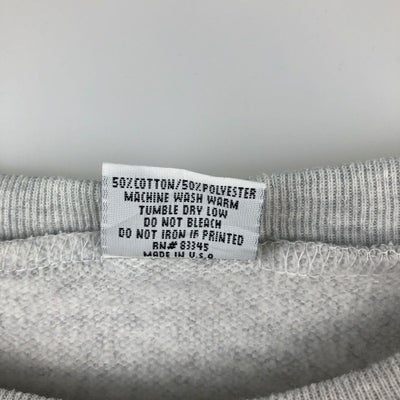 50%COTTON/50%POLYESTER
MACHINE WASH WARM
TUMBLE DRY LOW
DO NOT BLEACH
DO NOT IRON IF PRINTED
RN# 83345
MADE IN U.S.A